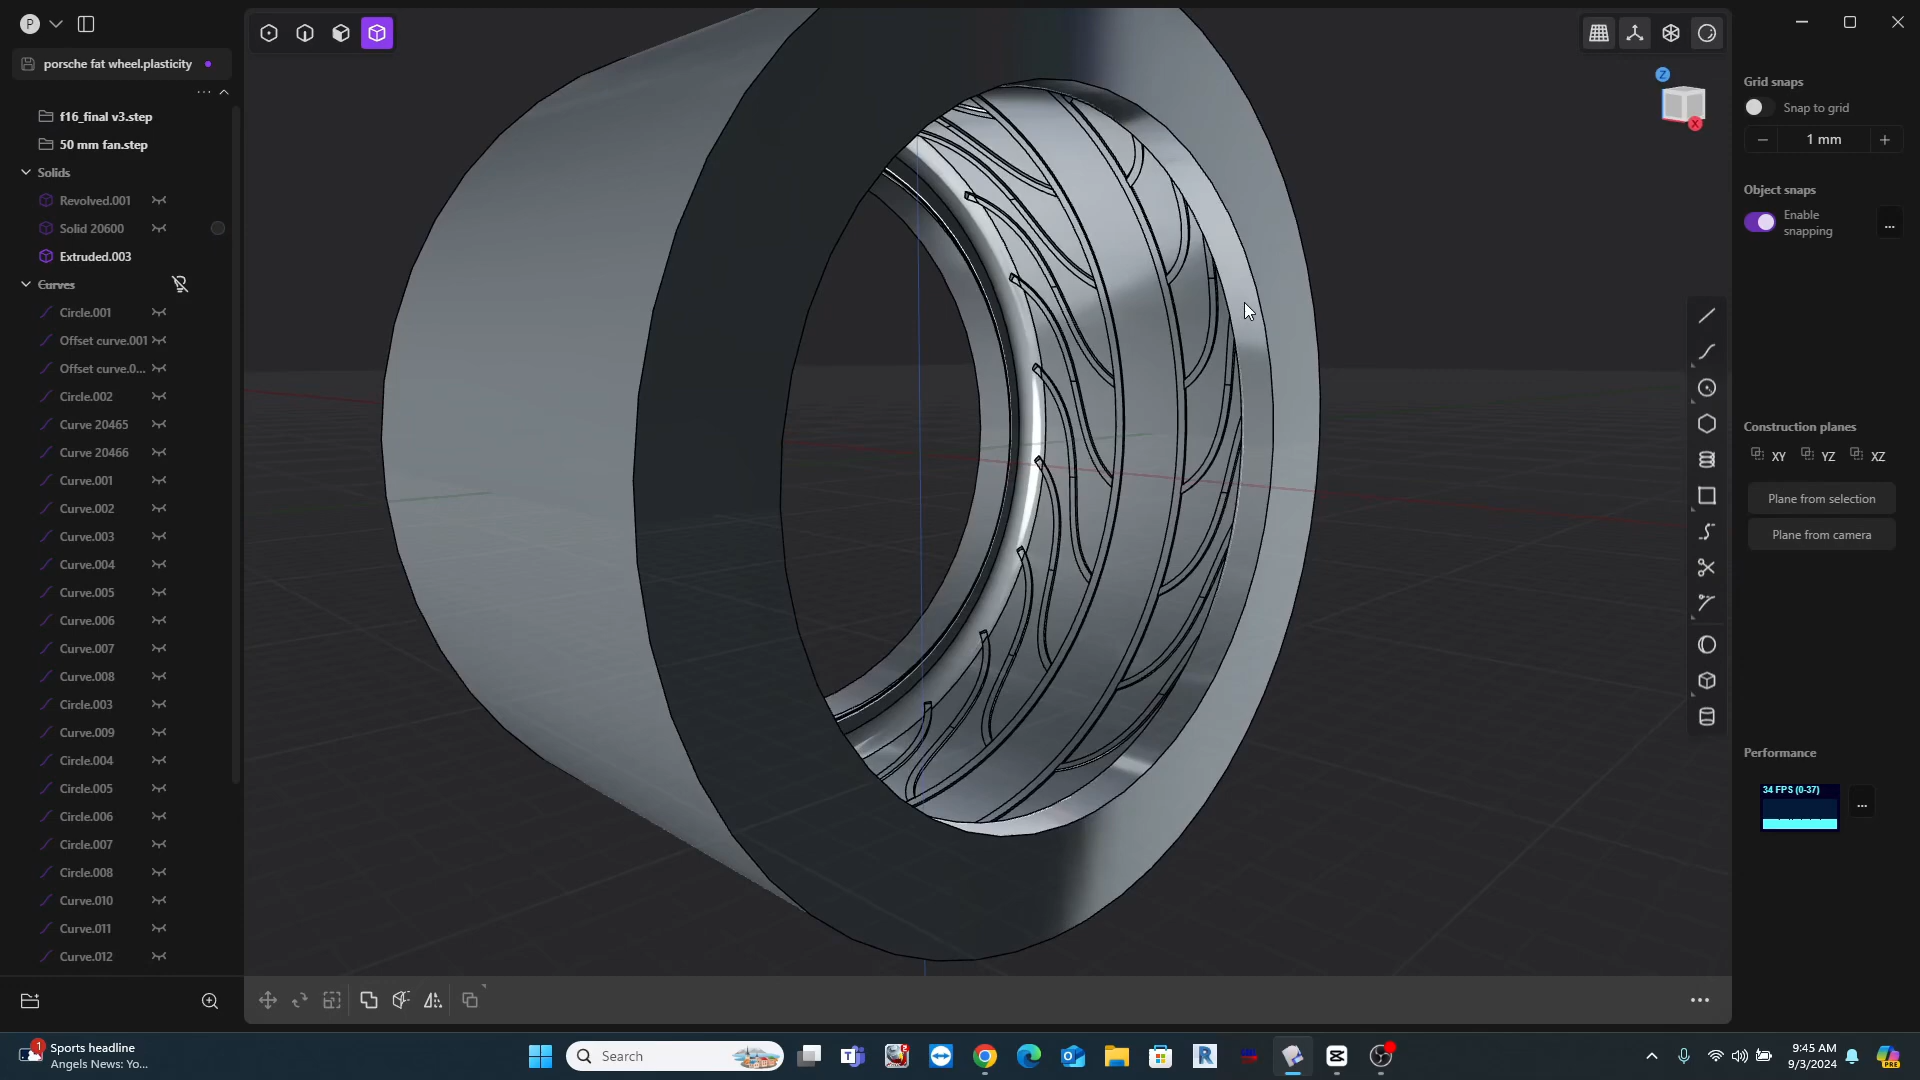 P
porsche fat wheel.plasticity
f16_final v3.step
50 mm fan.step
Solids
Revolved.001
Solid 20600
Extruded.003
Curves
Circle.001
Offset curve.001
Offset curve.0...
Circle.002
Curve 20465
Curve 20466
Curve.001
Curve.002
Curve.003
Curve.004
Curve.005
Curve.006
Curve.007
Curve.008
Circle.003
Curve.009
Circle.004
Circle.005
Circle.006
Circle.007
Circle.008
Curve.010
Curve.011
Curve.012
Z
X
Grid snaps
Snap to grid
1 mm
Object snaps
Enable
snapping
...
Construction planes
XY YZ XZ
Plane from selection
Plane from camera
Performance
34 FPS (0-37)
...
1
Sports headline
Angels News: Yo...
Search
9:45 AM
9/3/2024
PRE